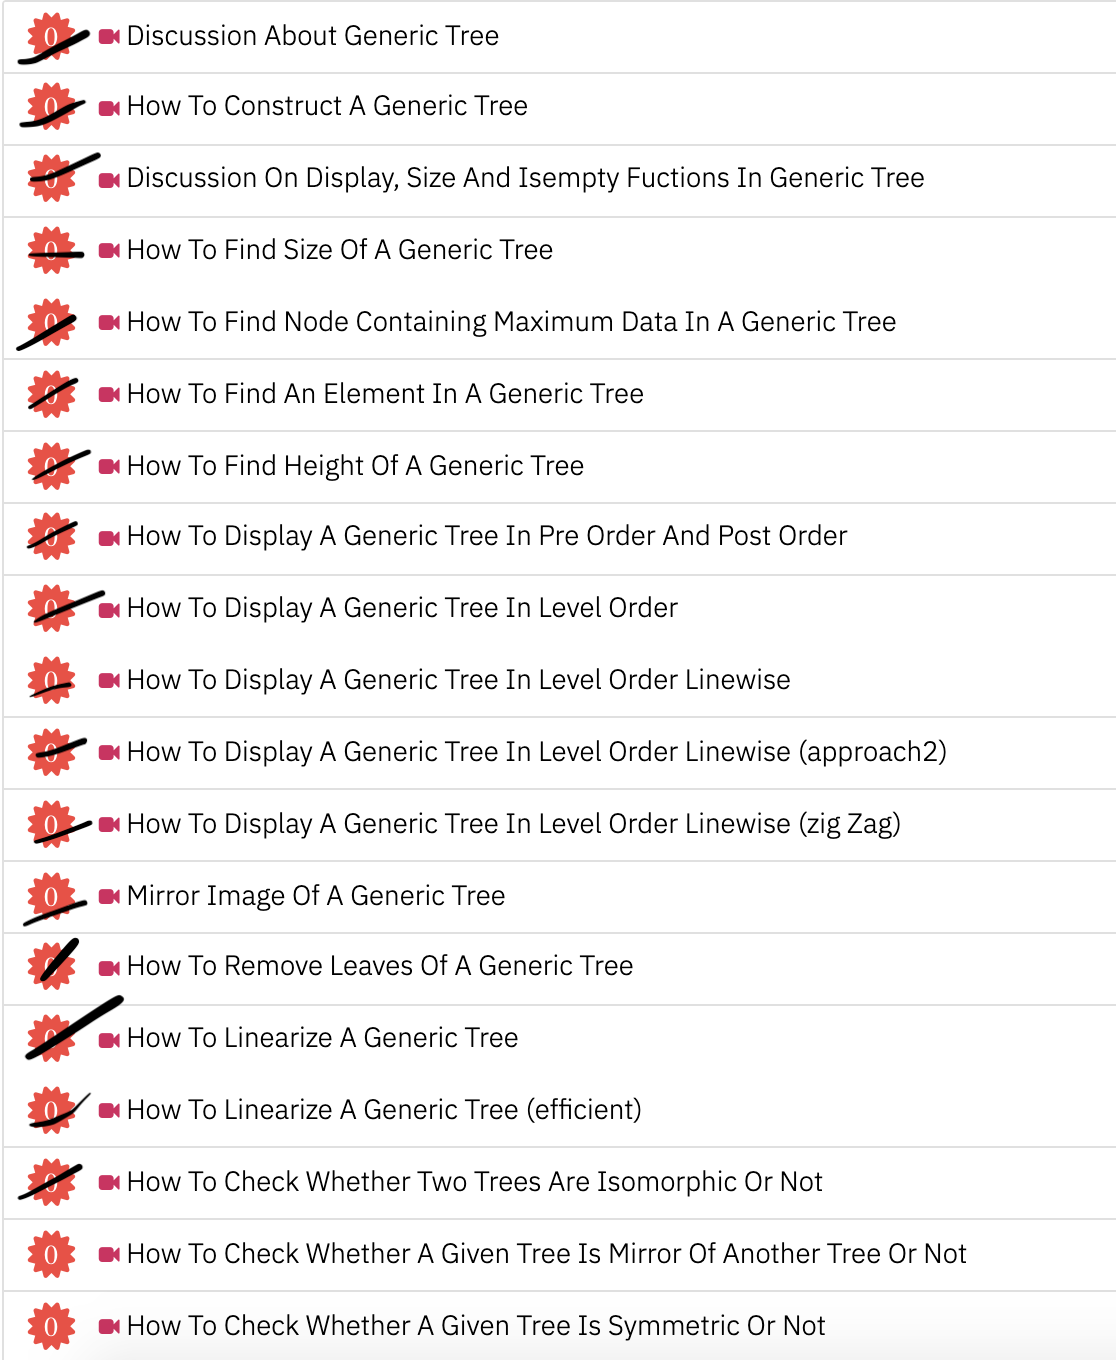 0 Discussion About Generic Tree
0 How To Construct A Generic Tree
0 Discussion On Display, Size And Isempty Fuctions In Generic Tree
0 How To Find Size Of A Generic Tree
0 How To Find Node Containing Maximum Data In A Generic Tree
0 How To Find An Element In A Generic Tree
0 How To Find Height Of A Generic Tree
0 How To Display A Generic Tree In Pre Order And Post Order
0 How To Display A Generic Tree In Level Order
0 How To Display A Generic Tree In Level Order Linewise
0 How To Display A Generic Tree In Level Order Linewise (approach2)
0 How To Display A Generic Tree In Level Order Linewise (zig Zag)
0 Mirror Image Of A Generic Tree
0 How To Remove Leaves Of A Generic Tree
0 How To Linearize A Generic Tree
0 How To Linearize A Generic Tree (efficient)
0 How To Check Whether Two Trees Are Isomorphic Or Not
0 How To Check Whether A Given Tree Is Mirror Of Another Tree Or Not
0 How To Check Whether A Given Tree Is Symmetric Or Not